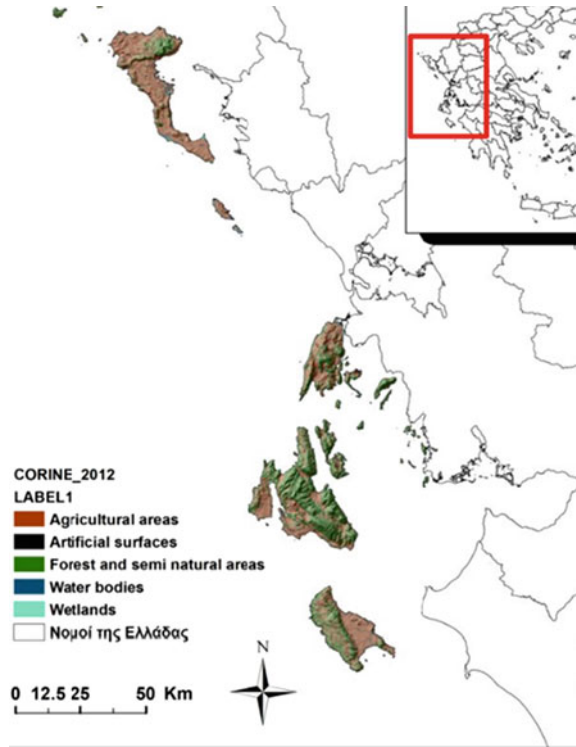 CORINE_2012
LABEL1
Agricultural areas
Artificial surfaces
Forest and semi natural areas
Water bodies
Wetlands
Νομοί της Ελλάδας
N
0 12.5 25 50 Km